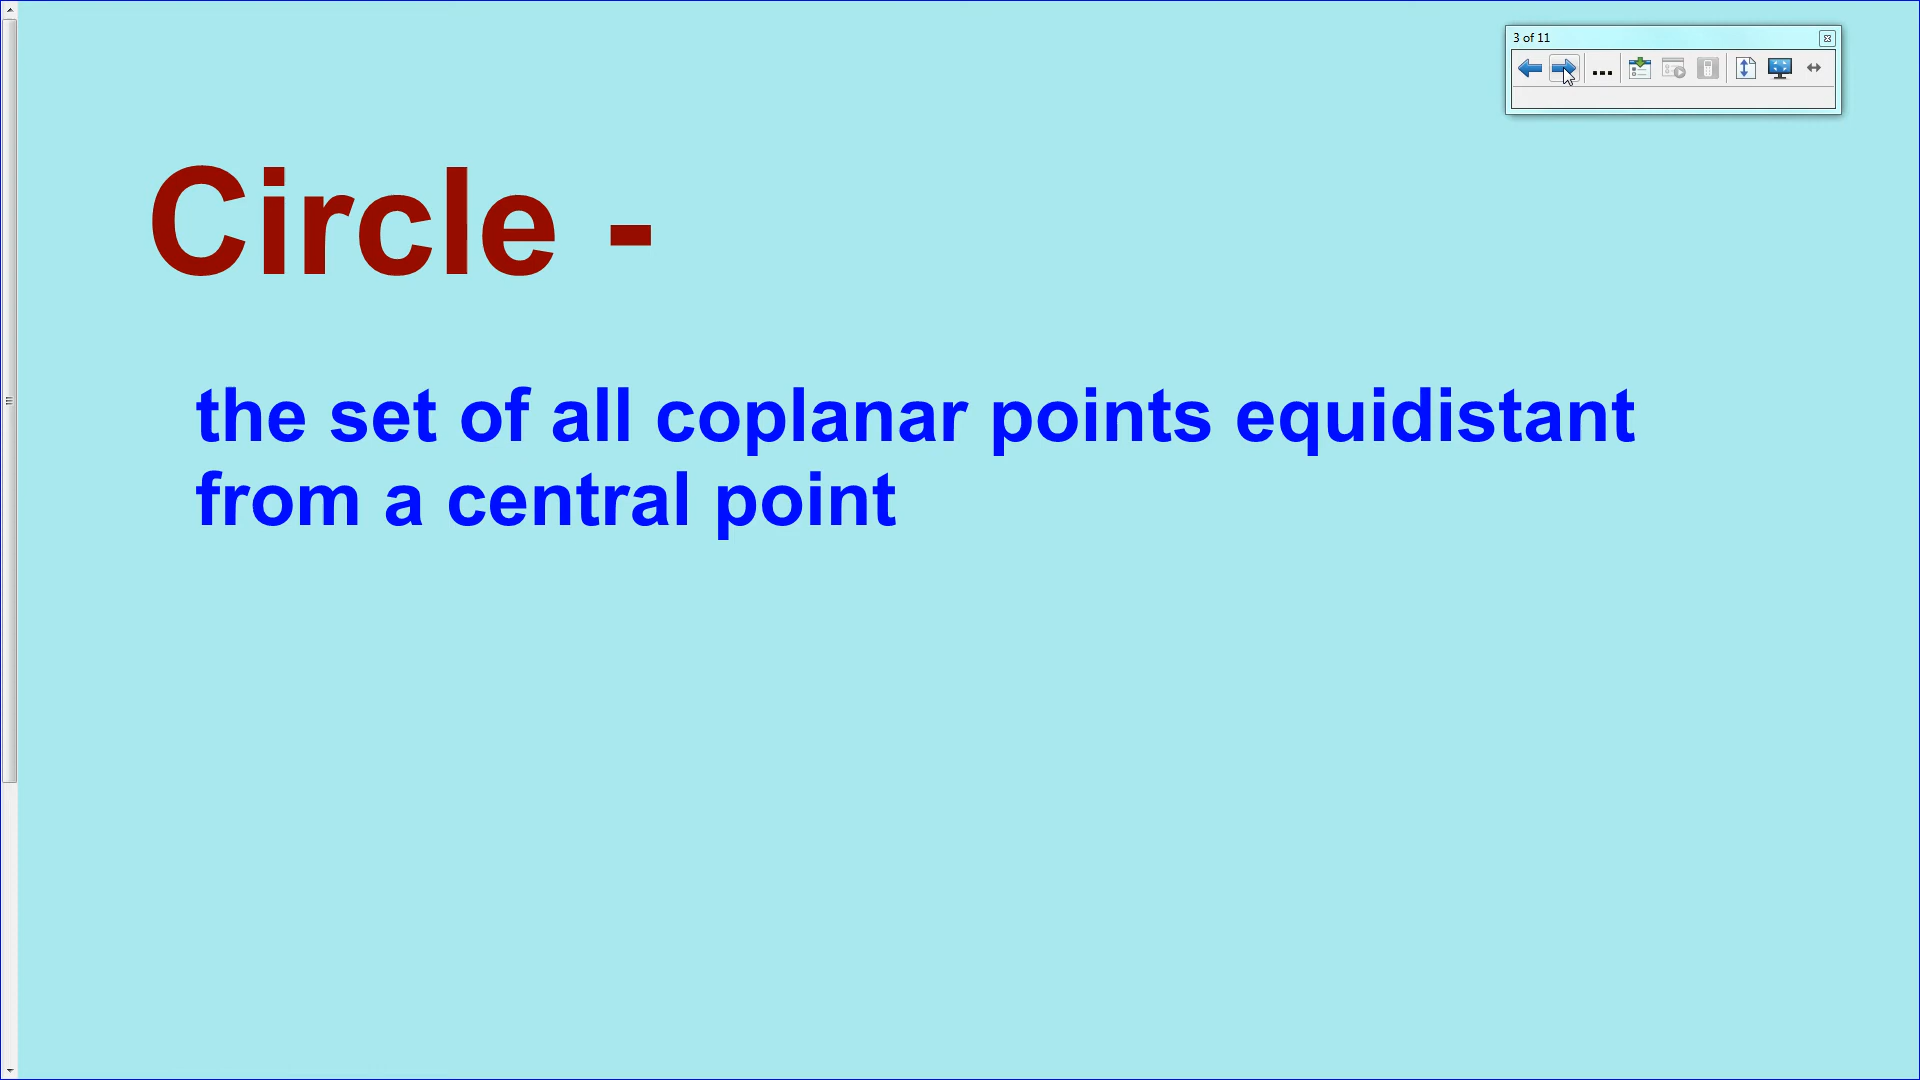 3 of 11
Circle -
the set of all coplanar points equidistant
from a central point